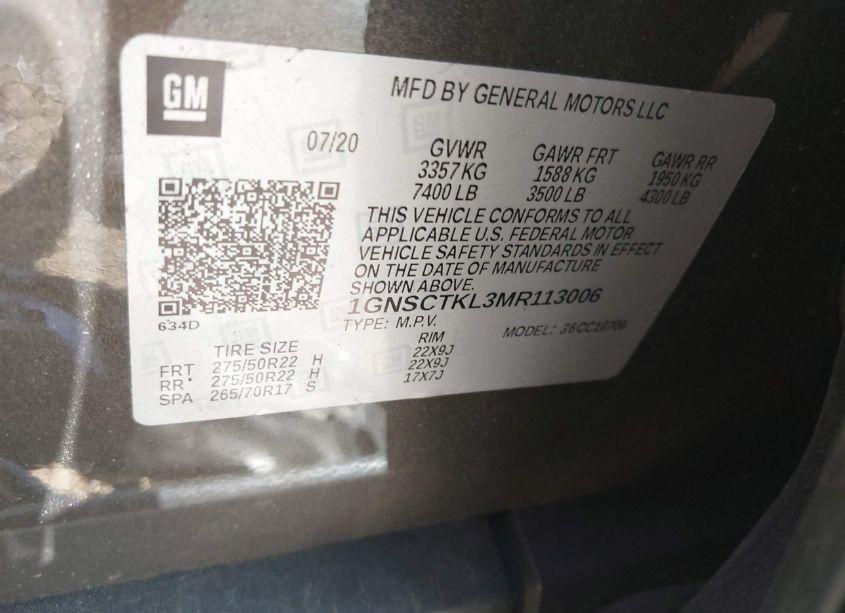 GM
MFD BY GENERAL MOTORS LLC
07/20
GVWR GAWR FRT GAWR RR
3357 KG 1588 KG 1950 KG
7400 LB 3500 LB 4300 LB
THIS VEHICLE CONFORMS TO ALL
APPLICABLE U.S. FEDERAL MOTOR
VEHICLE SAFETY STANDARDS IN EFFECT
ON THE DATE OF MANUFACTURE
SHOWN ABOVE.
1GNSCTKL3MR113006
634D
TYPE: M.P.V. MODEL: 36CC10706
TIRE SIZE RIM
FRT 275/50R22 H 22X9J
RR* 275/50R22 H 22X9J
SPA 265/70R17 S 17X7J